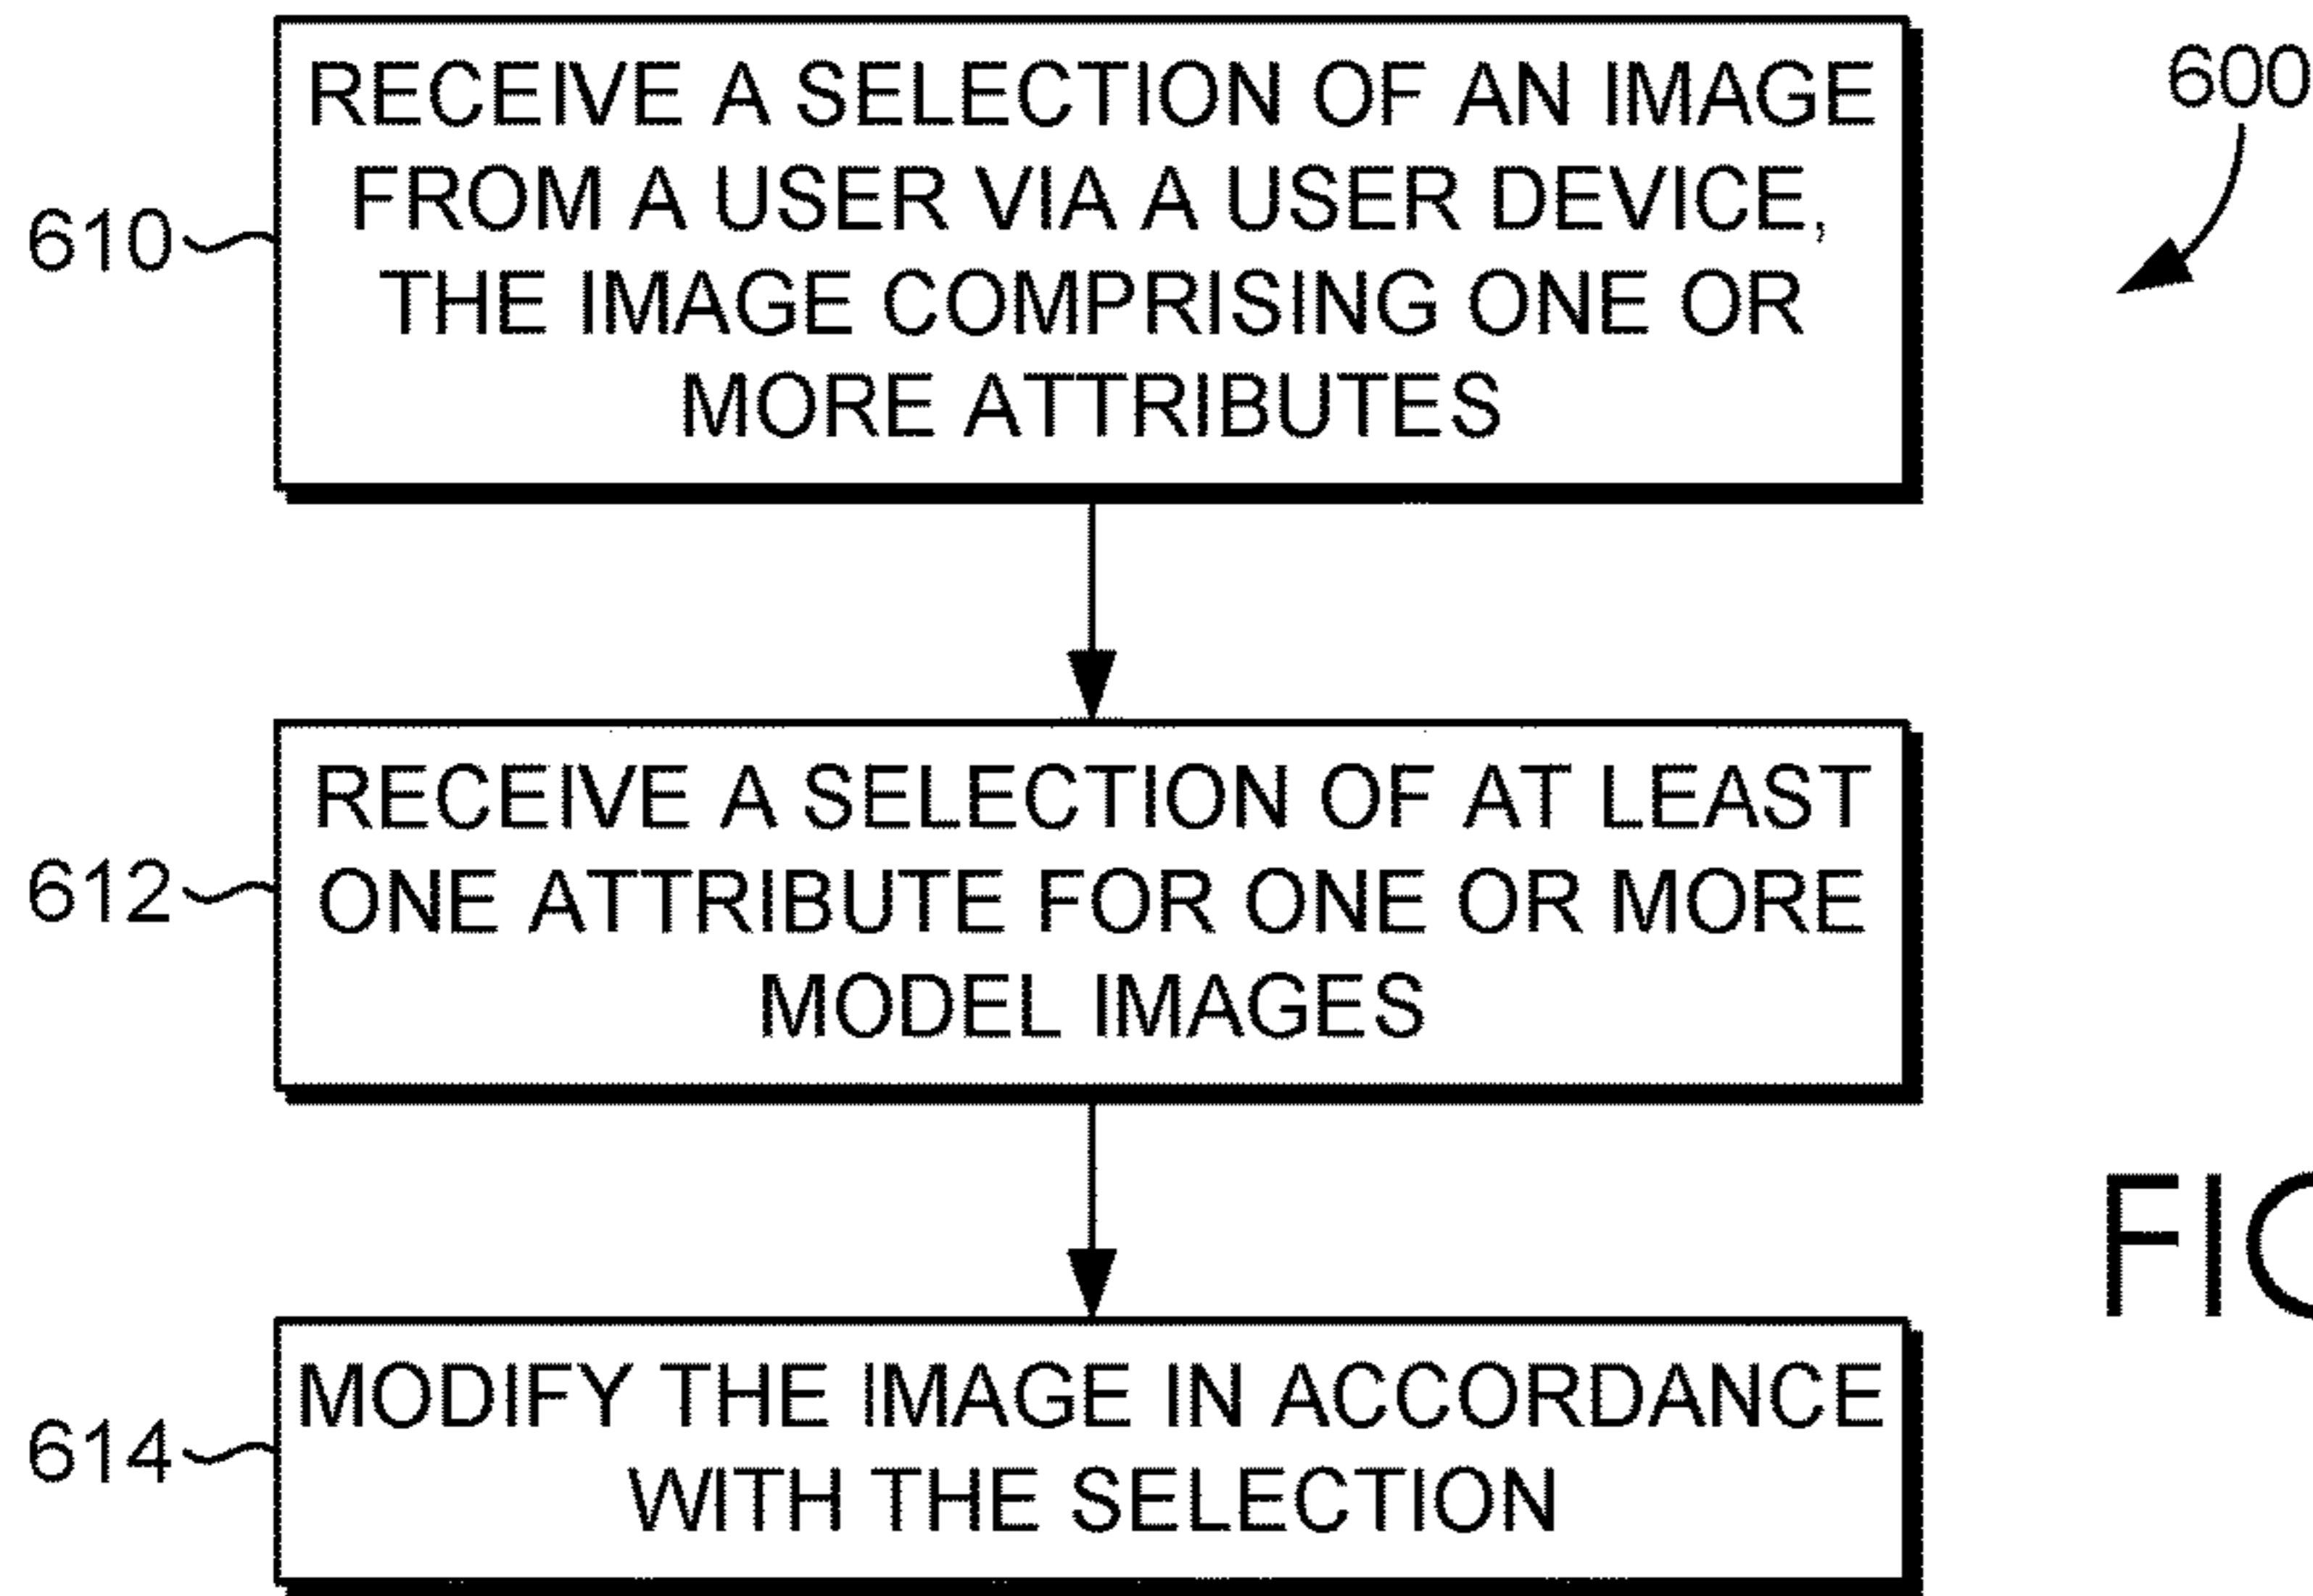 RECEIVE A SELECTION OF AN IMAGE
FROM A USER VIA A USER DEVICE,
THE IMAGE COMPRISING ONE OR
MORE ATTRIBUTES
600
610
RECEIVE A SELECTION OF AT LEAST
ONE ATTRIBUTE FOR ONE OR MORE
MODEL IMAGES
612
MODIFY THE IMAGE IN ACCORDANCE
WITH THE SELECTION
614